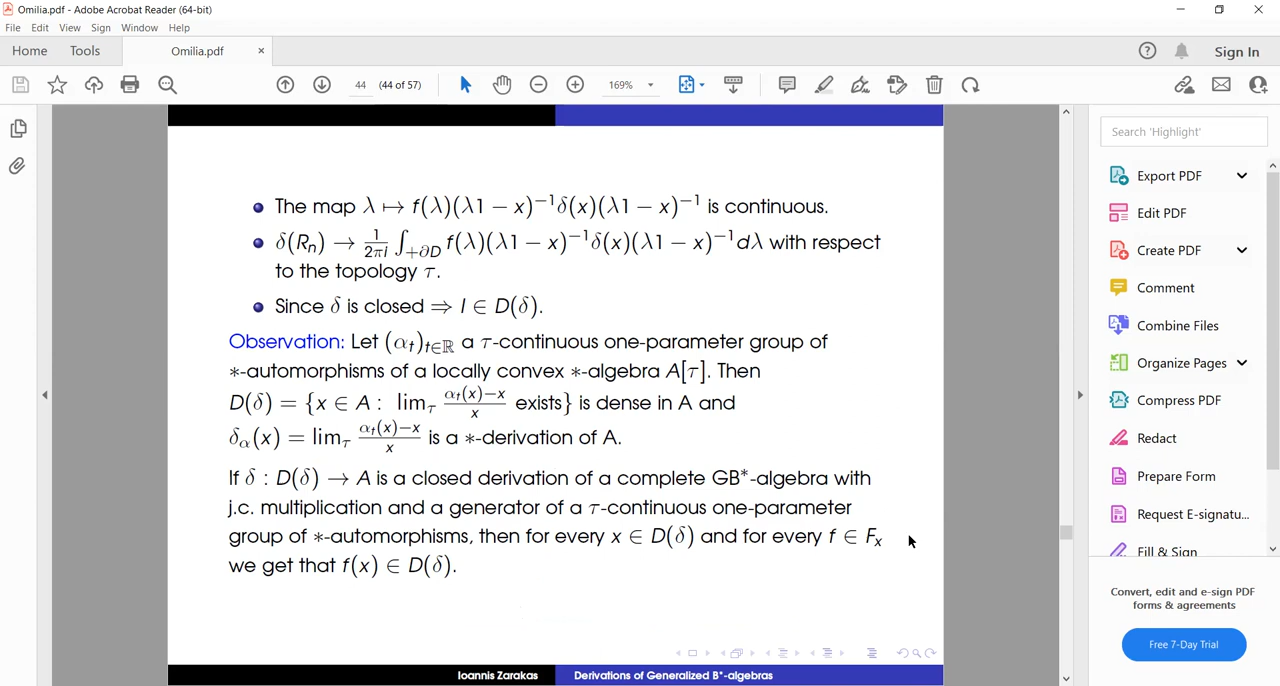 Omilia.pdf - Adobe Acrobat Reader (64-bit)
File Edit View Sign Window Help
Home Tools Omilia.pdf × Sign In
44 (44 of 57) 169%
Search 'Highlight'
Export PDF
Edit PDF
Create PDF
Comment
Combine Files
Organize Pages
Compress PDF
Redact
Prepare Form
Request E-signatu...
Fill & Sign
Convert, edit and e-sign PDF
forms & agreements
Free 7-Day Trial
The map λ ↦ f(λ)(λ1 − x)⁻¹δ(x)(λ1 − x)⁻¹ is continuous.
δ(Rₙ) → 1/2πi ∫₊∂D f(λ)(λ1 − x)⁻¹δ(x)(λ1 − x)⁻¹dλ with respect
to the topology τ.
Since δ is closed ⇒ I ∈ D(δ).
Observation: Let (αₜ)ₜ∈ℝ a τ-continuous one-parameter group of
∗-automorphisms of a locally convex ∗-algebra A[τ]. Then
D(δ) = {x ∈ A : lim_τ (αₜ(x)−x)/x exists} is dense in A and
δ_α(x) = lim_τ (αₜ(x)−x)/x is a ∗-derivation of A.
If δ : D(δ) → A is a closed derivation of a complete GB*-algebra with
j.c. multiplication and a generator of a τ-continuous one-parameter
group of ∗-automorphisms, then for every x ∈ D(δ) and for every f ∈ Fₓ
we get that f(x) ∈ D(δ).
Ioannis Zarakas Derivations of Generalized B*-algebras